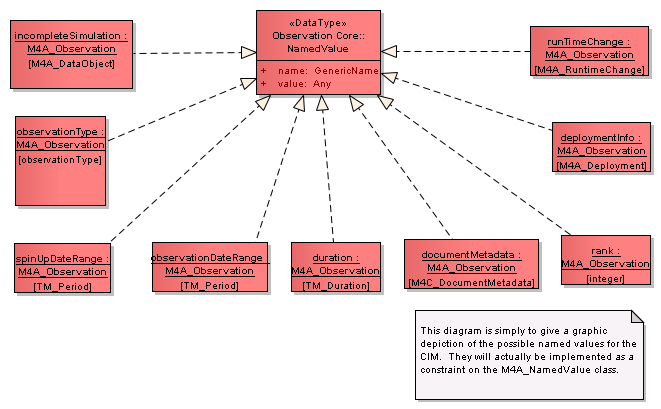 «DataType»
Observation Core::
NamedValue
+ name: GenericName
+ value: Any
incompleteSimulation :
M4A_Observation
[M4A_DataObject]
runTimeChange :
M4A_Observation
[M4A_RuntimeChange]
observationType :
M4A_Observation
[observationType]
deploymentInfo :
M4A_Observation
[M4A_Deployment]
spinUpDateRange :
M4A_Observation
[TM_Period]
observationDateRange
M4A_Observation
[TM_Period]
duration :
M4A_Observation
[TM_Duration]
documentMetadata :
M4A_Observation
[M4C_DocumentMetadata]
rank :
M4A_Observation
[integer]
This diagram is simply to give a graphic
depiction of the possible named values for the
CIM. They will actually be implemented as a
constraint on the M4A_NamedValue class.